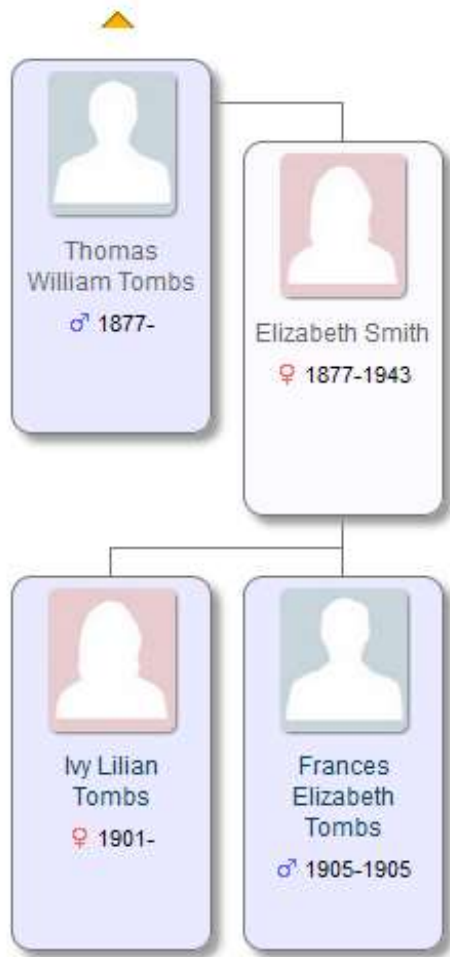 Thomas
William Tombs
♂ 1877-
Elizabeth Smith
♀ 1877-1943
Ivy Lilian
Tombs
♀ 1901-
Frances
Elizabeth
Tombs
♂ 1905-1905